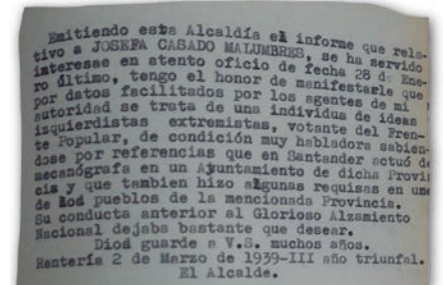 Emitiendo esta Alcaldía el informe que rela-
tivo a JOSEFA CASADO MALUMBRES, se ha servido
interesae en atento oficio de fecha 28 de Ene-
ro último, tengo el honor de manifestarle que
por datos facilitados por los agentes de mi
autoridad se trata de una individua de ideas
izquierdistas extremistas, votante del Fren-
te Popular, de condición muy habladora sabien-
dose por referencias que en Santander actuó de
mecanógrafa en un Ayuntamiento de dicha Provin
cia y que tambien hizo algunas requisas en uno
de lod pueblos de la mencionada Provincia.
Su conducta anterior al Glorioso Alzamiento
Nacional dejaba bastante que desear.
Diod guarde a V.S. muchos años.
Rentería 2 de Marzo de 1939-III año triunfal.
El Alcalde.